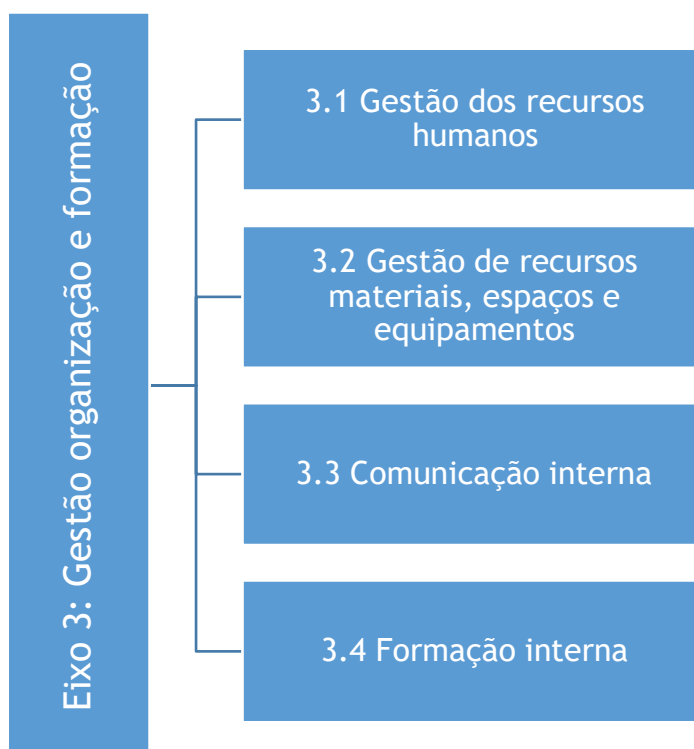 Eixo 3: Gestão organização e formação
3.1 Gestão dos recursos
humanos
3.2 Gestão de recursos
materiais, espaços e
equipamentos
3.3 Comunicação interna
3.4 Formação interna